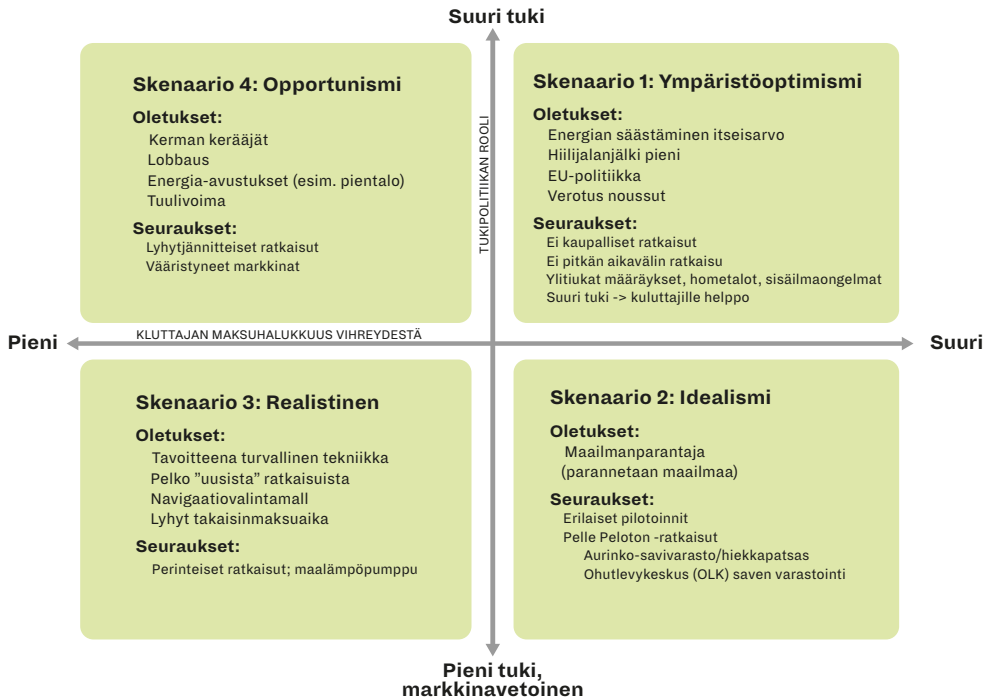 Suuri tuki
Skenaario 4: Opportunismi
Oletukset:
Kerman kerääjät
Lobbaus
Energia-avustukset (esim. pientalo)
Tuulivoima
Seuraukset:
Lyhytjännitteiset ratkaisut
Vääristyneet markkinat
TUKIPOLITIIKAN ROOLI
Skenaario 1: Ympäristöoptimismi
Oletukset:
Energian säästäminen itseisarvo
Hiilijalanjälki pieni
EU-politiikka
Verotus noussut
Seuraukset:
Ei kaupalliset ratkaisut
Ei pitkän aikavälin ratkaisu
Ylitiukat määräykset, hometalot, sisäilmaongelmat
Suuri tuki -> kuluttajille helppo
Pieni
KLUTTAJAN MAKSUHALUKKUUS VIHREYDESTÄ
Suuri
Skenaario 3: Realistinen
Oletukset:
Tavoitteena turvallinen tekniikka
Pelko ”uusista” ratkaisuista
Navigaatiovalintamall
Lyhyt takaisinmaksuaika
Seuraukset:
Perinteiset ratkaisut; maalämpöpumppu
Skenaario 2: Idealismi
Oletukset:
Maailmanparantaja
(parannetaan maailmaa)
Seuraukset:
Erilaiset pilotoinnit
Pelle Peloton -ratkaisut
Aurinko-savivarasto/hiekkapatsas
Ohutlevykeskus (OLK) saven varastointi
Pieni tuki,
markkinavetoinen